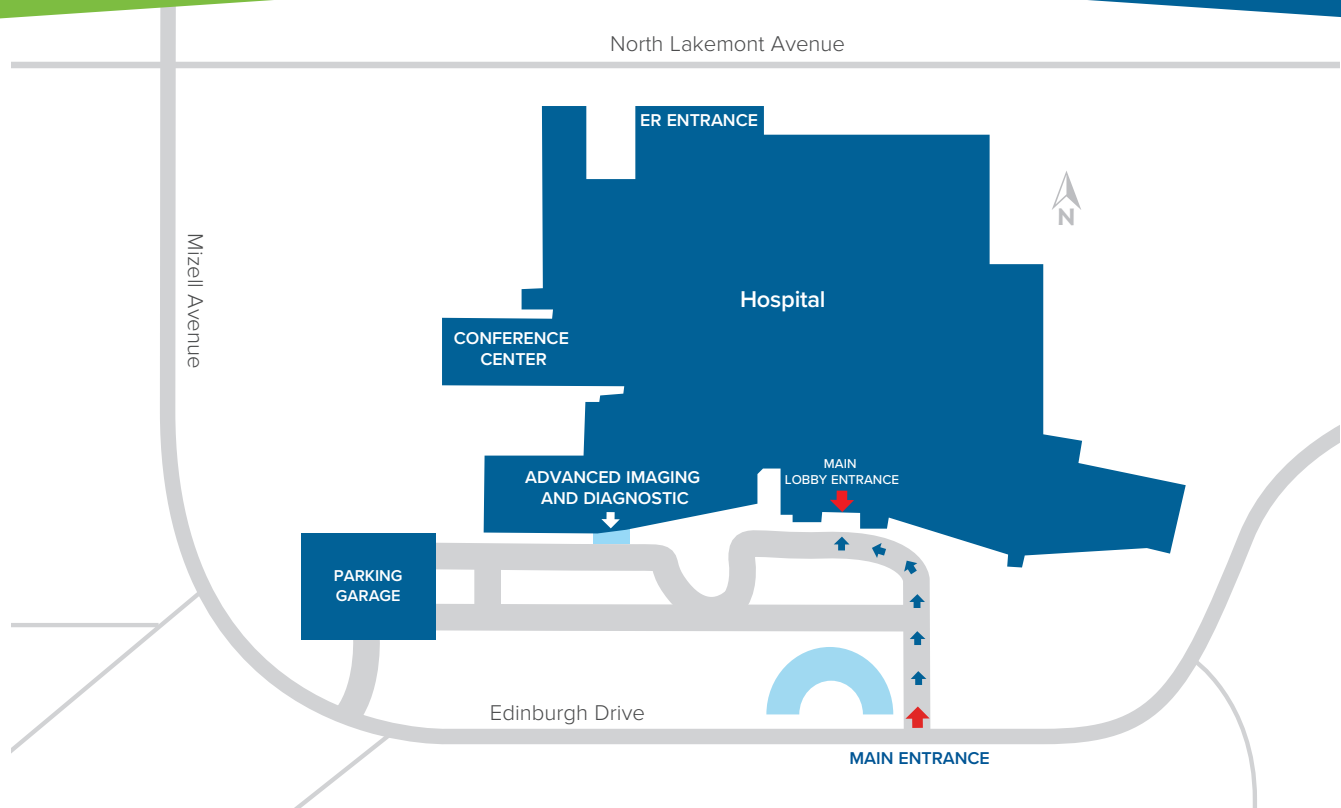 North Lakemont Avenue
ER ENTRANCE
N
Mizell Avenue
Hospital
CONFERENCE
CENTER
MAIN
LOBBY ENTRANCE
ADVANCED IMAGING
AND DIAGNOSTIC
PARKING
GARAGE
Edinburgh Drive
MAIN ENTRANCE